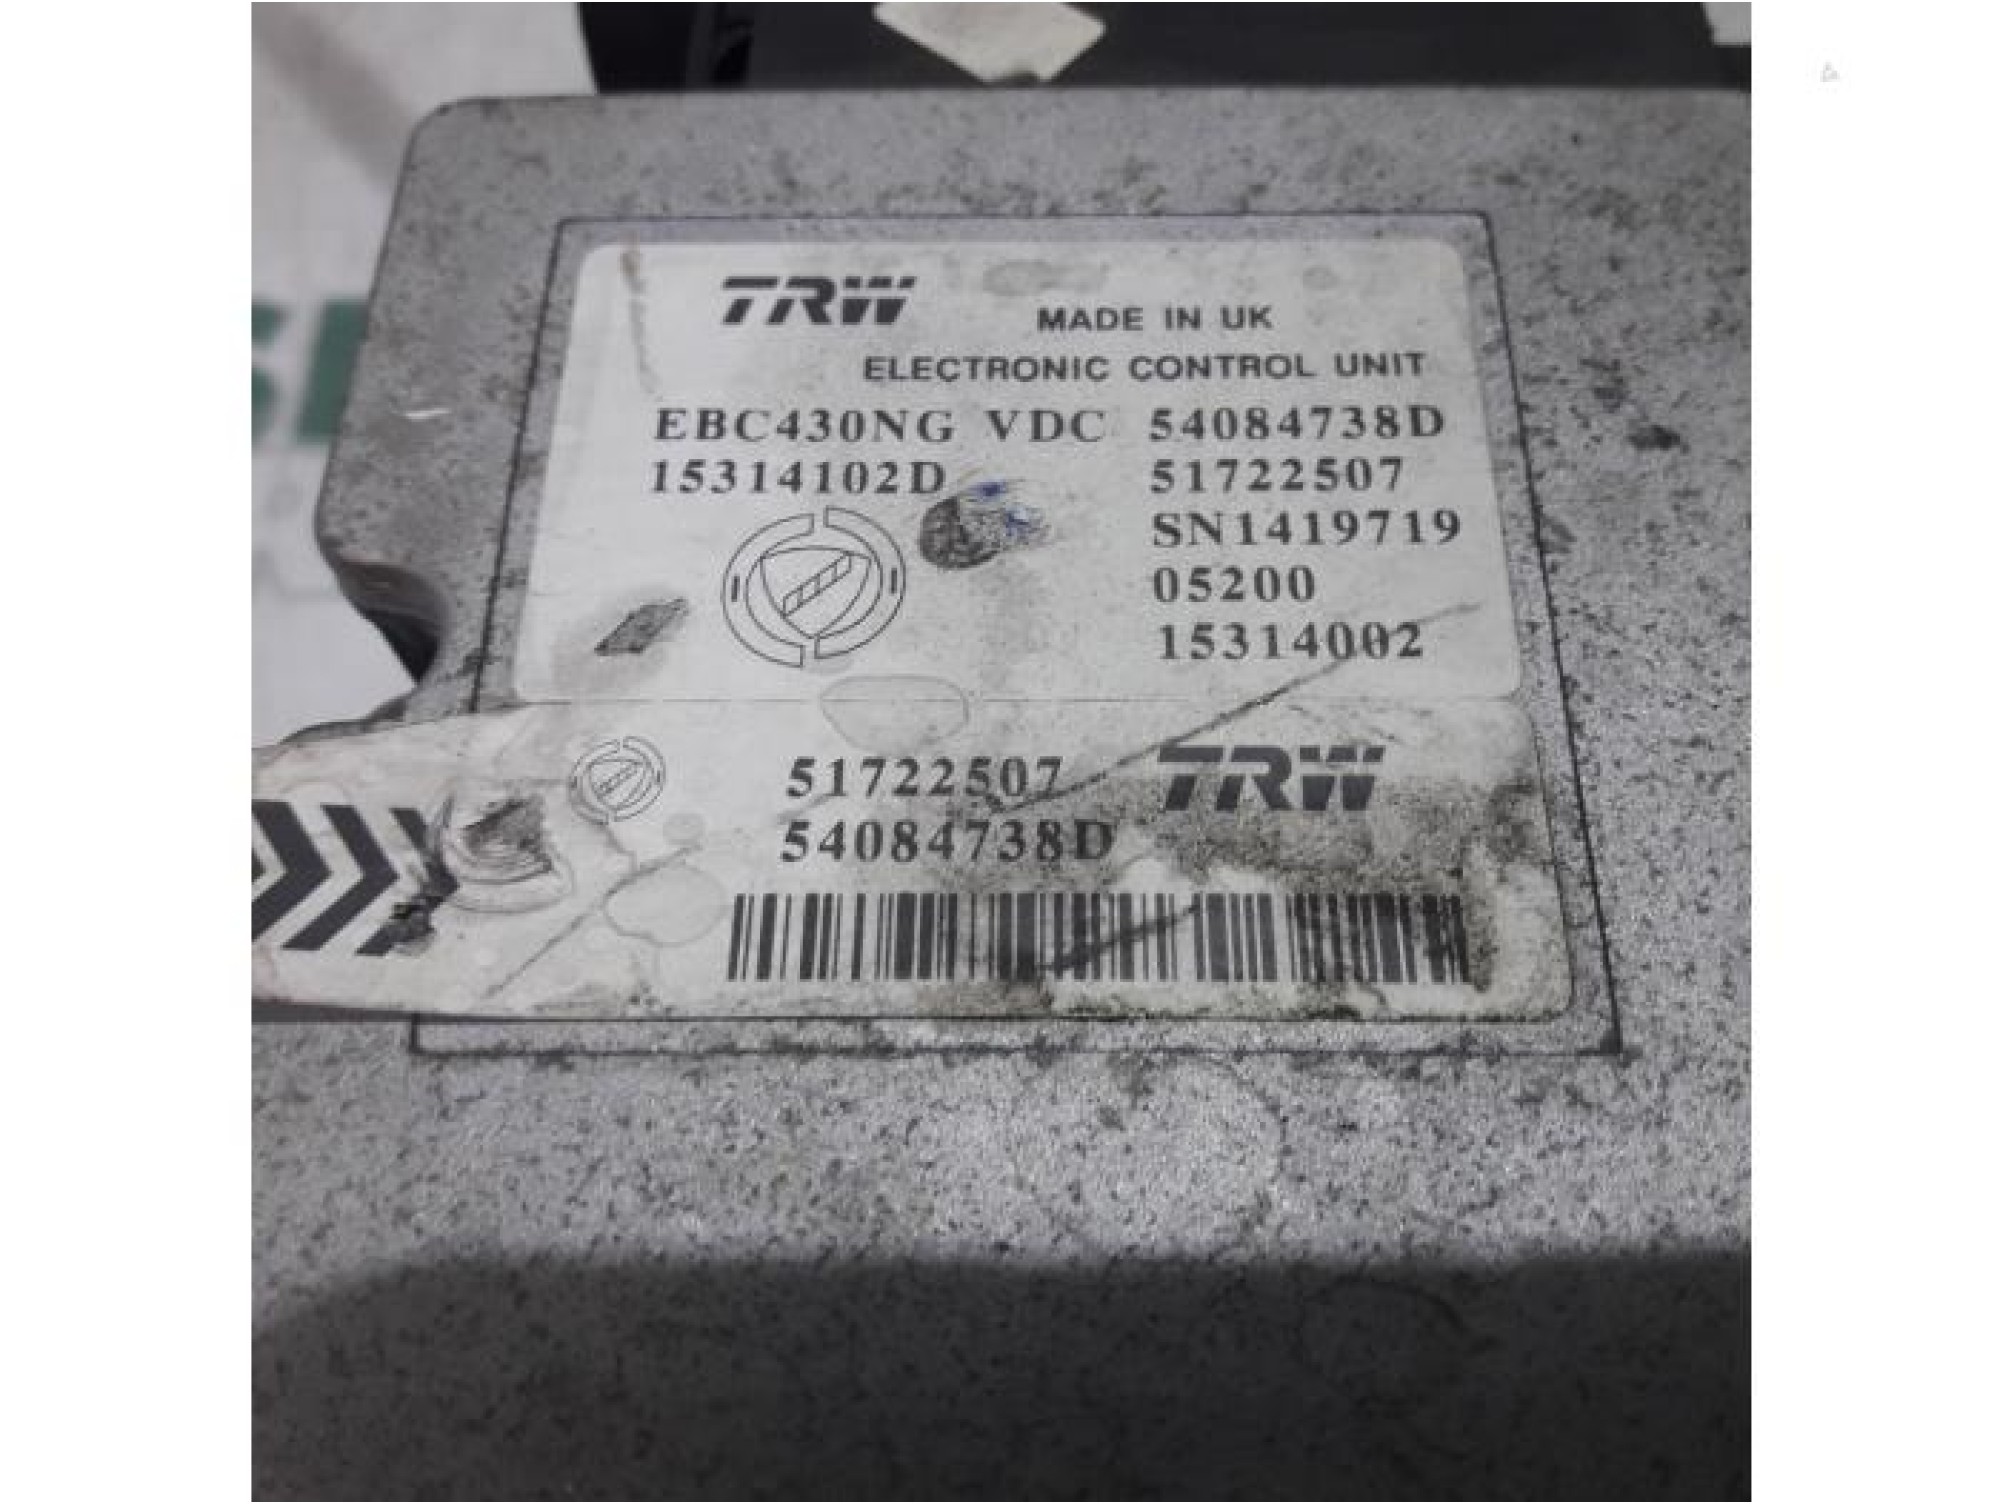 TRW
MADE IN UK
ELECTRONIC CONTROL UNIT
EBC430NG VDC 54084738D
15314102D 51722507
SN1419719
05200
15314002
51722507 TRW
54084738D